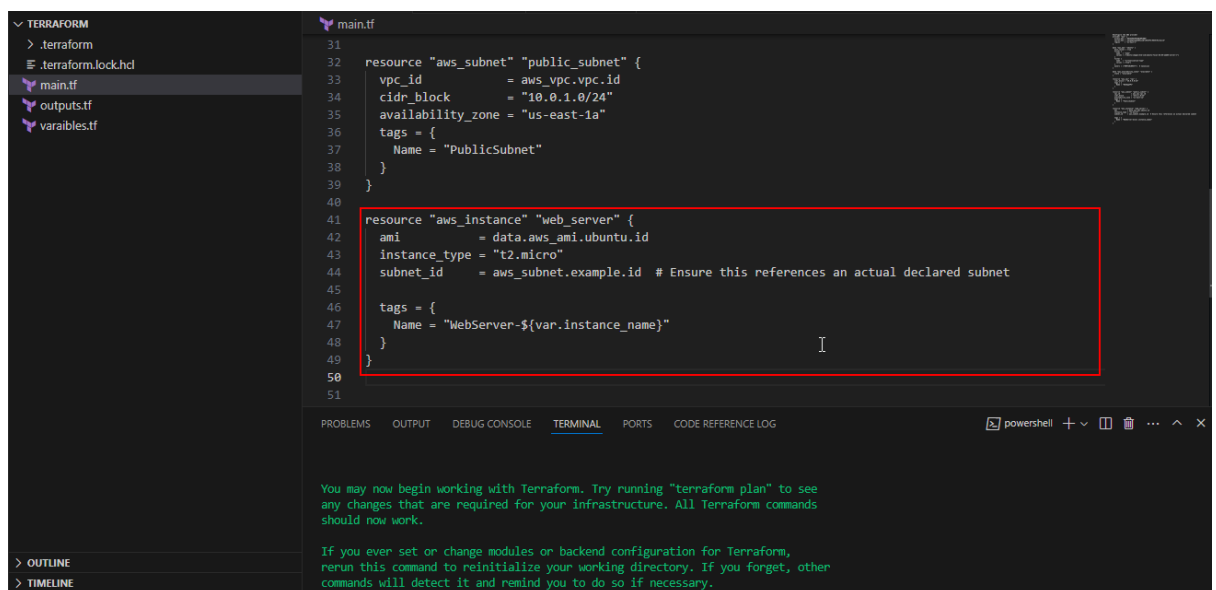 TERRAFORM
.terraform
.terraform.lock.hcl
main.tf
outputs.tf
varaibles.tf
OUTLINE
TIMELINE
main.tf
31
32 resource "aws_subnet" "public_subnet" {
33 vpc_id = aws_vpc.vpc.id
34 cidr_block = "10.0.1.0/24"
35 availability_zone = "us-east-1a"
36 tags = {
37 Name = "PublicSubnet"
38 }
39 }
40
41 resource "aws_instance" "web_server" {
42 ami = data.aws_ami.ubuntu.id
43 instance_type = "t2.micro"
44 subnet_id = aws_subnet.example.id # Ensure this references an actual declared subnet
45
46 tags = {
47 Name = "WebServer-${var.instance_name}"
48 }
49 }
50
51
PROBLEMS OUTPUT DEBUG CONSOLE TERMINAL PORTS CODE REFERENCE LOG powershell
You may now begin working with Terraform. Try running "terraform plan" to see
any changes that are required for your infrastructure. All Terraform commands
should now work.
If you ever set or change modules or backend configuration for Terraform,
rerun this command to reinitialize your working directory. If you forget, other
commands will detect it and remind you to do so if necessary.